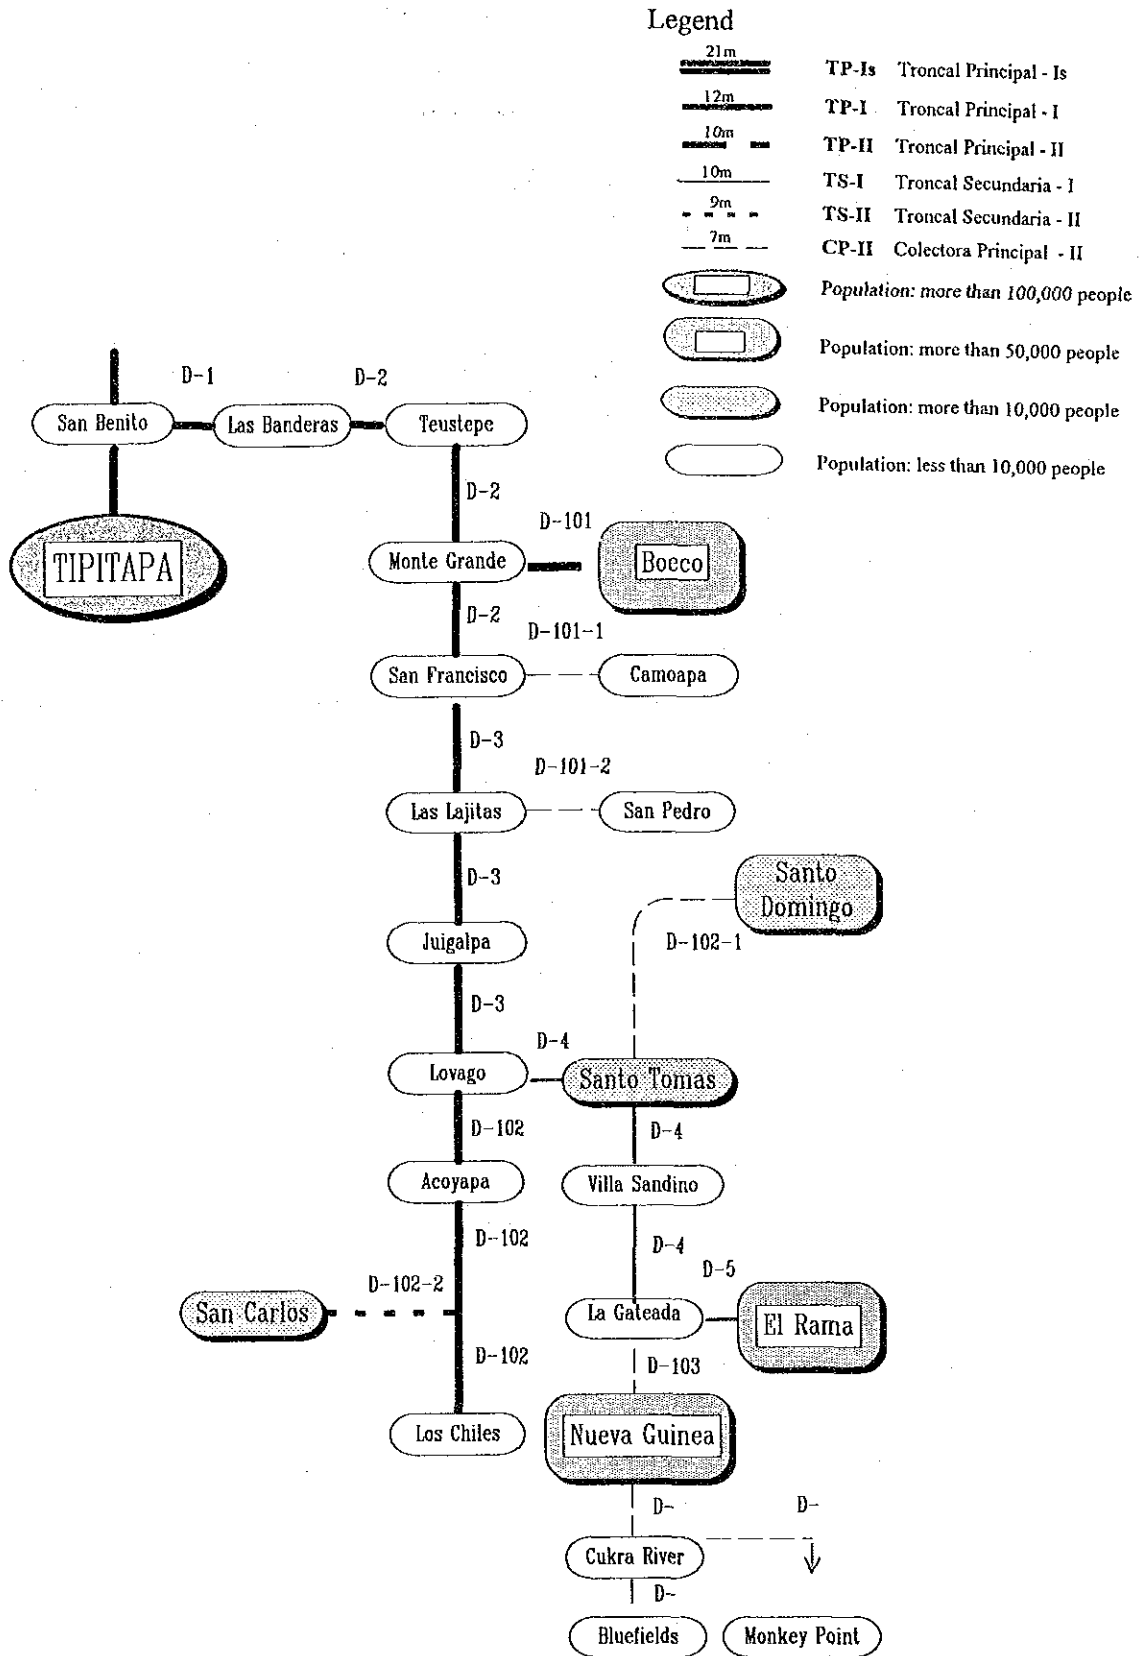 Legend
21m
TP-Is Troncal Principal - Is
12m
TP-I Troncal Principal - I
10m
TP-II Troncal Principal - II
10m
TS-I Troncal Secundaria - I
9m
TS-II Troncal Secundaria - II
7m
CP-II Colectora Principal - II
Population: more than 100,000 people
Population: more than 50,000 people
Population: more than 10,000 people
Population: less than 10,000 people
D-1 D-2
San Benito Las Banderas Teustepe
D-2
D-101
TIPITAPA Monte Grande Boeco
D-2
D-101-1
San Francisco Camoapa
D-3
D-101-2
Las Lajitas San Pedro
D-3
Santo
Domingo
Juigalpa
D-102-1
D-3
D-4
Lovago Santo Tomas
D-102 D-4
Acoyapa Villa Sandino
D-102 D-4
D-102-2 D-5
San Carlos La Gateada El Rama
D-102 D-103
Los Chiles Nueva Guinea
D- D-
Cukra River
D-
Bluefields Monkey Point